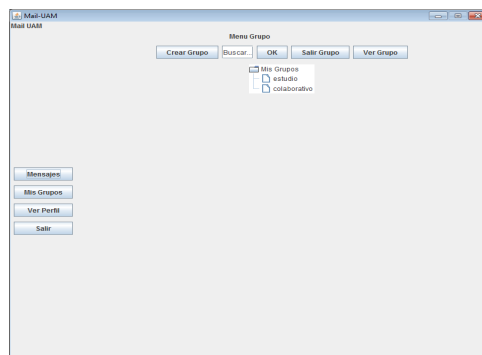 Mail-UAM
Mail UAM
Menu Grupo
Crear Grupo Buscar... OK Salir Grupo Ver Grupo
Mis Grupos
estudio
colaborativo
Mensajes
Mis Grupos
Ver Perfil
Salir